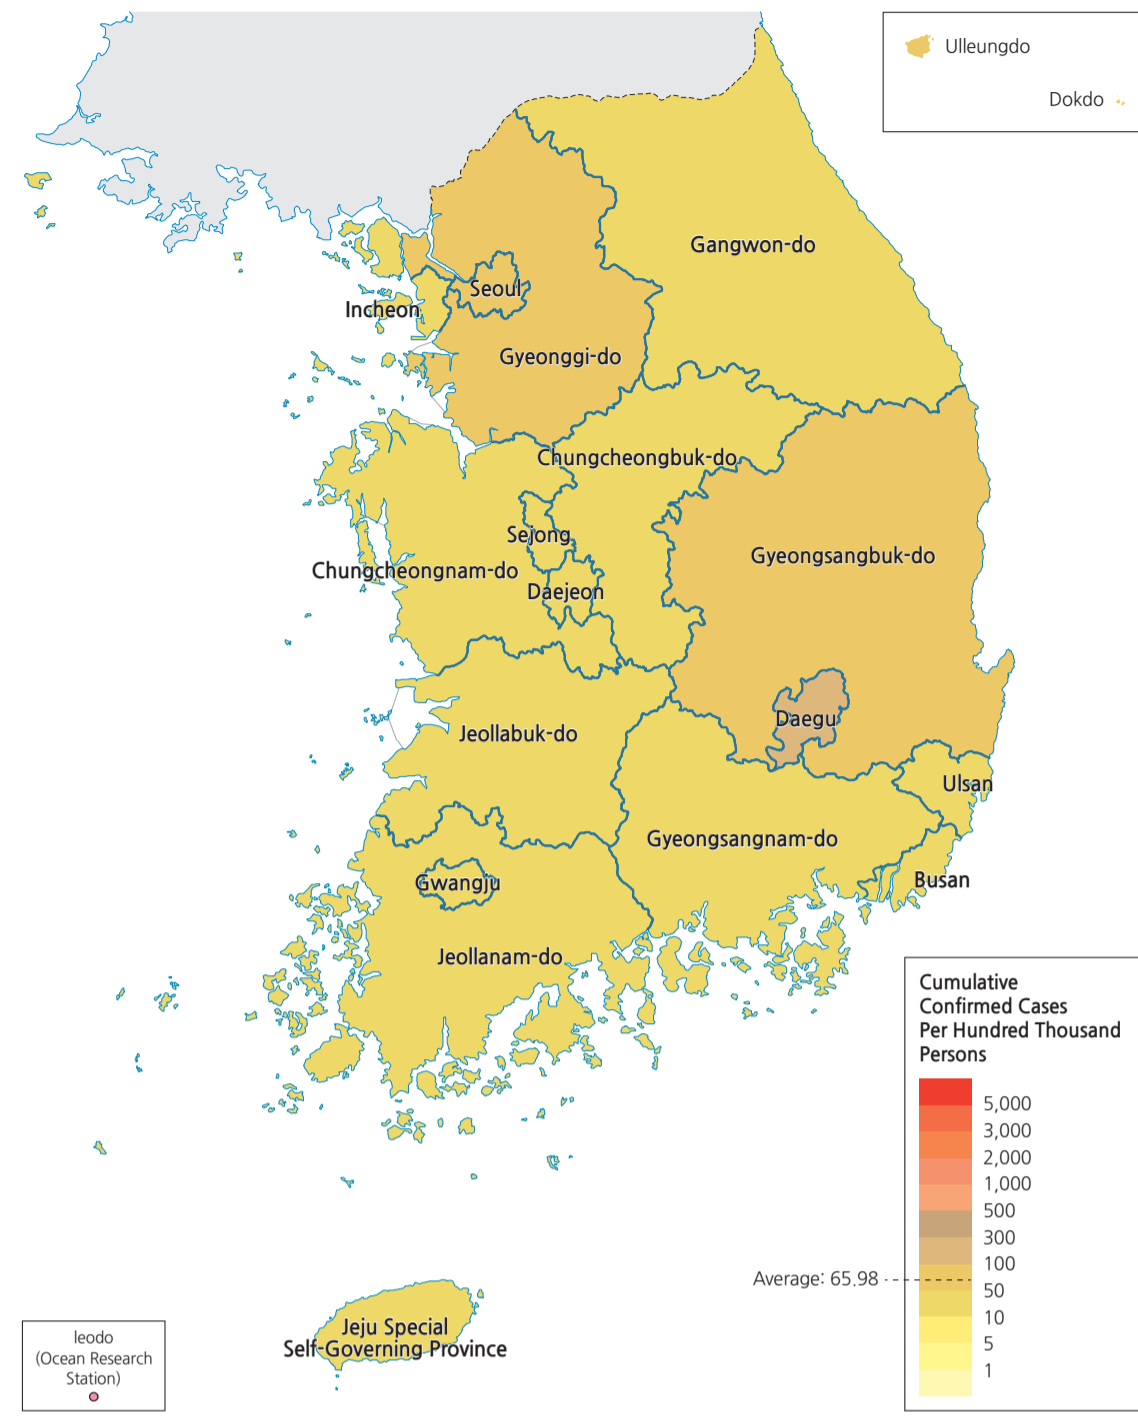 Ulleungdo
Dokdo
Gangwon-do
Seoul
Incheon
Gyeonggi-do
Chungcheongbuk-do
Sejong
Gyeongsangbuk-do
Chungcheongnam-do
Daejeon
Daegu
Jeollabuk-do
Ulsan
Gyeongsangnam-do
Gwangju
Busan
Jeollanam-do
Cumulative
Confirmed Cases
Per Hundred Thousand
Persons
5,000
3,000
2,000
1,000
500
300
100
Average: 65.98
50
10
5
1
Jeju Special
Self-Governing Province
Ieodo
(Ocean Research
Station)